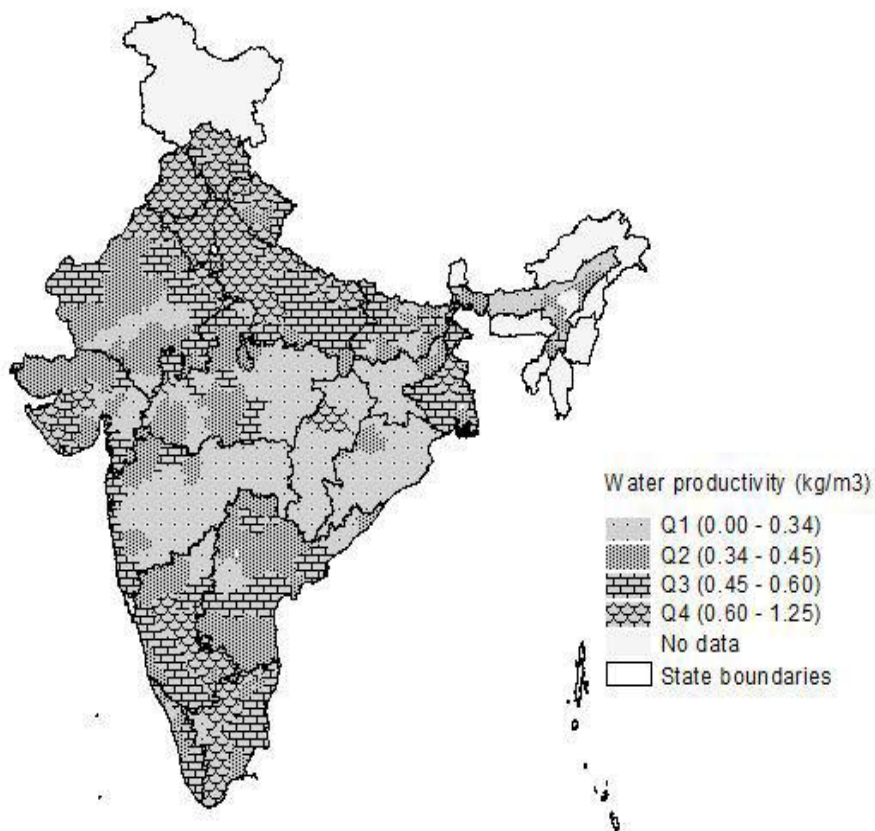 Water productivity (kg/m3)
Q1 (0.00 - 0.34)
Q2 (0.34 - 0.45)
Q3 (0.45 - 0.60)
Q4 (0.60 - 1.25)
No data
State boundaries